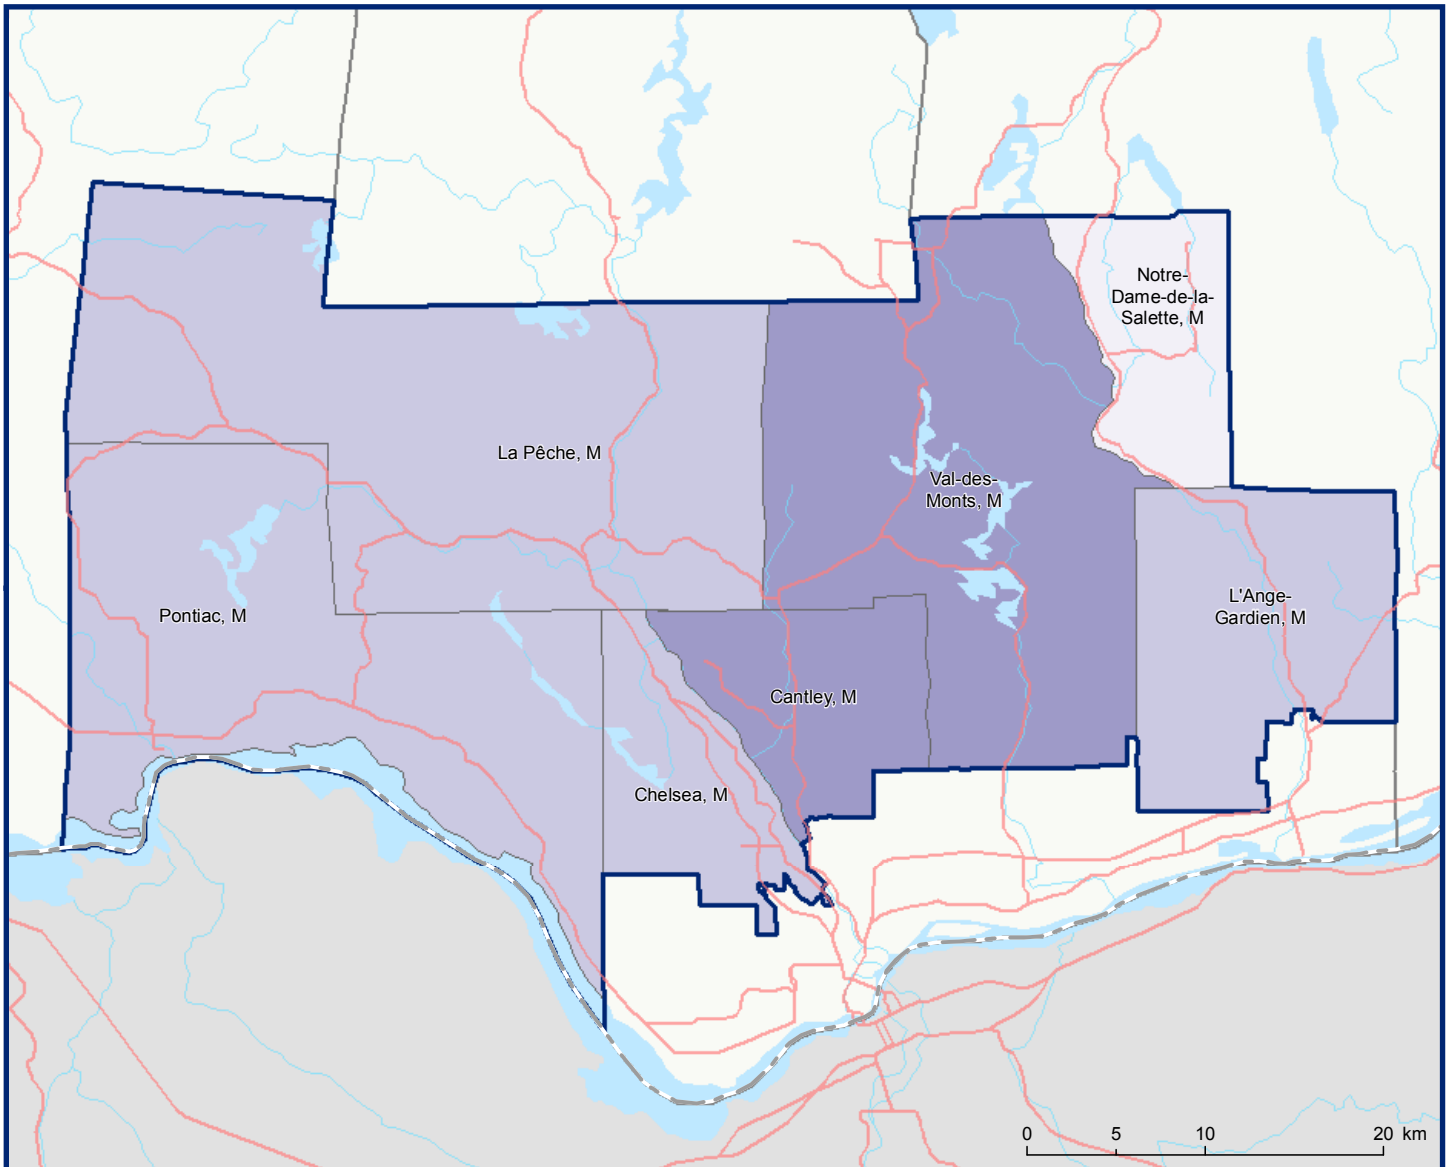 Notre-
Dame-de-la-
Salette, M
La Pêche, M
Val-des-
Monts, M
L'Ange-
Gardien, M
Pontiac, M
Cantley, M
Chelsea, M
0 5 10 20 km